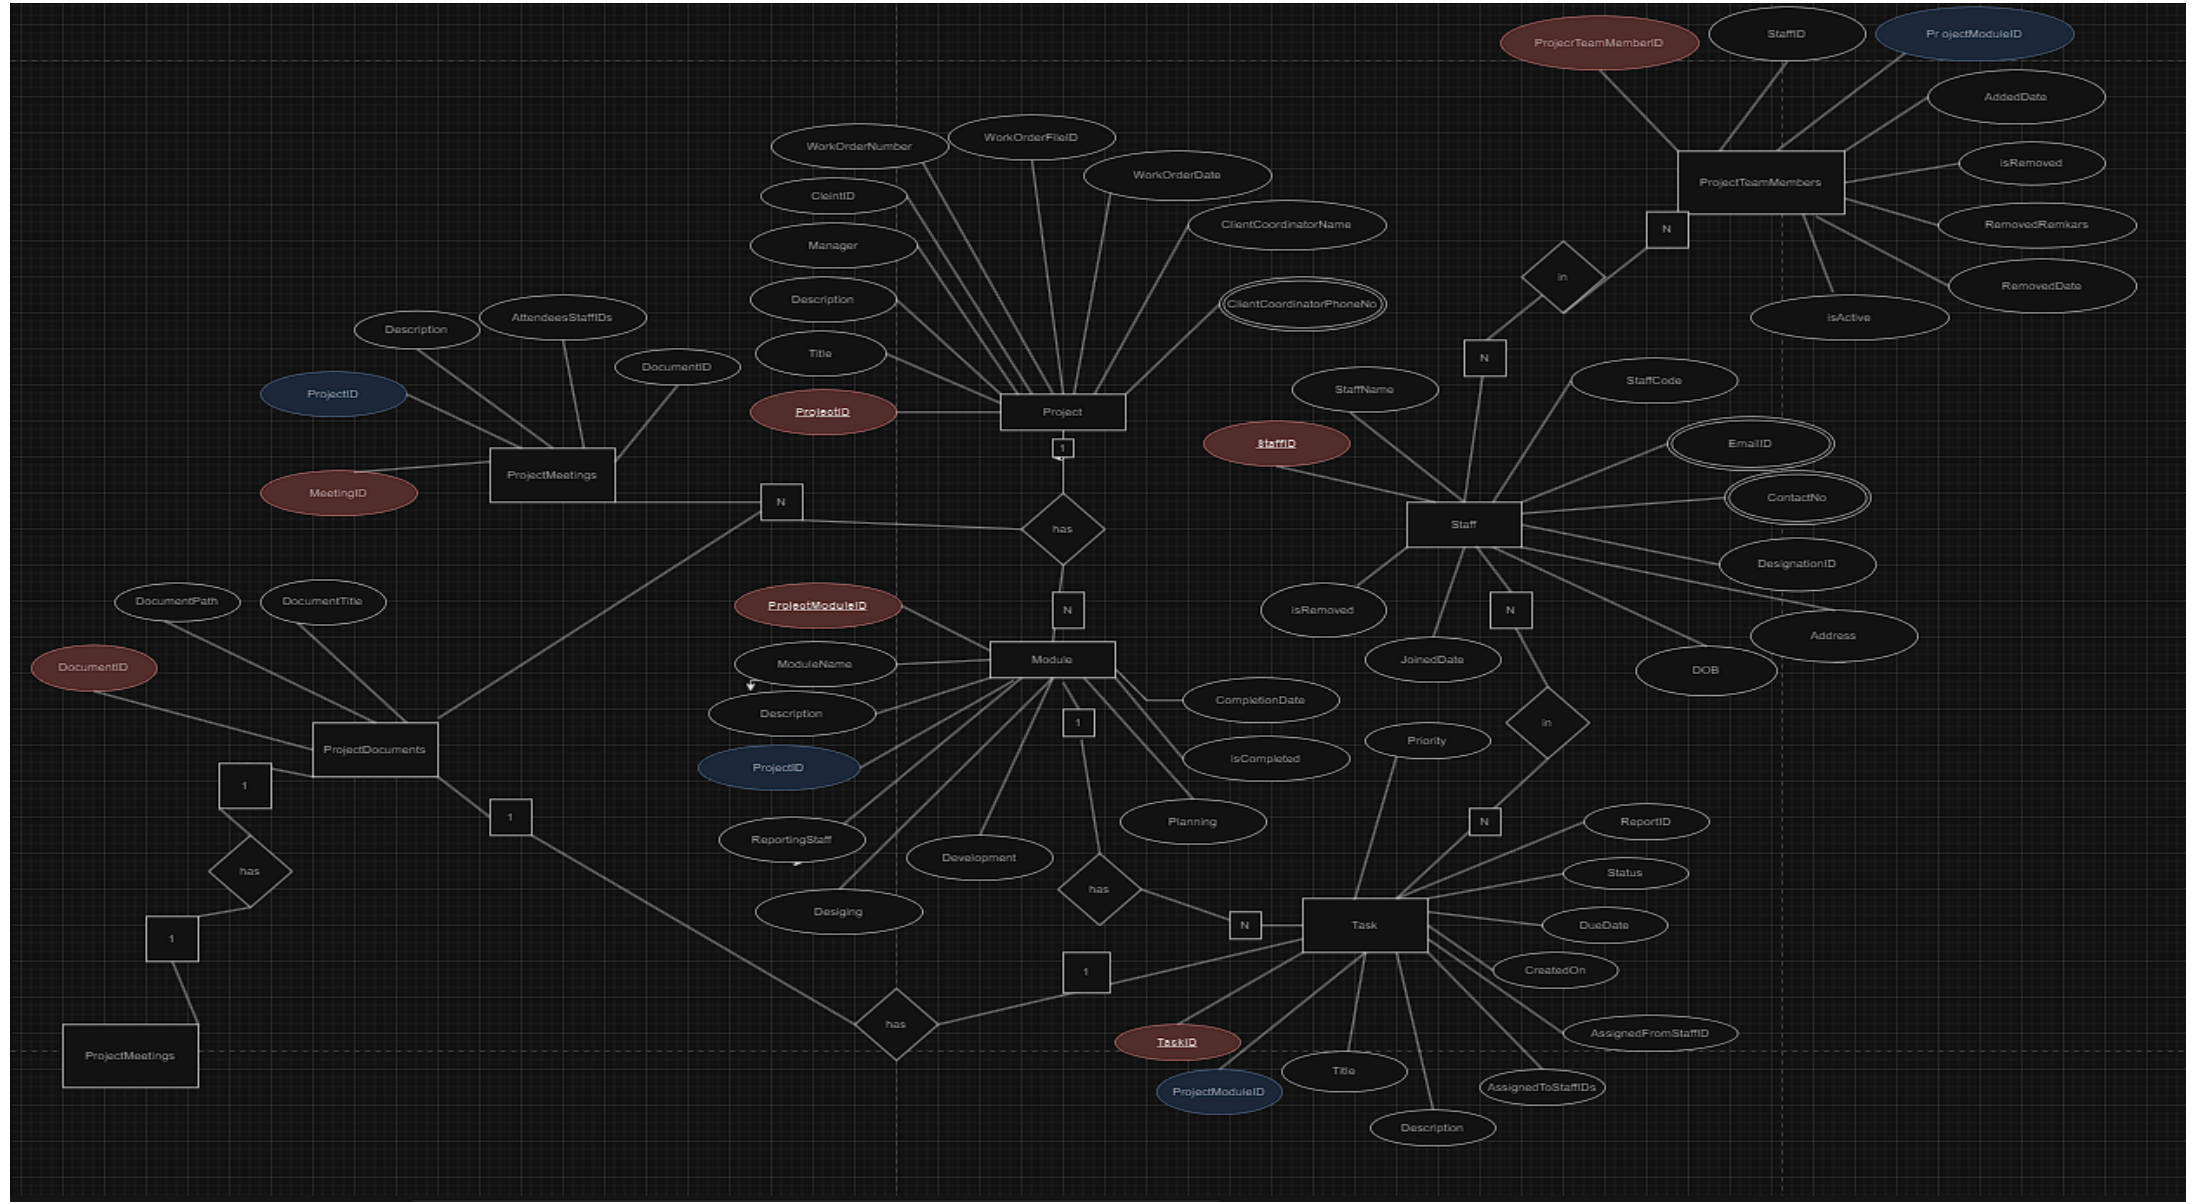 ProjecrTeamMemberID
StaffID
ProjectModuleID
AddedDate
isRemoved
RemovedRemkars
RemovedDate
isActive
ProjectTeamMembers
N
in
N
WorkOrderNumber
WorkOrderFileID
WorkOrderDate
CleintID
ClientCoordinatorName
Manager
Description
ClientCoordinatorPhoneNo
Title
ProjectID
Project
1
has
N
Description
AttendeesStaffIDs
DocumentID
ProjectID
MeetingID
ProjectMeetings
N
StaffName
StaffCode
StaffID
EmailID
ContactNo
Staff
DesignationID
Address
DOB
JoinedDate
isRemoved
N
in
N
DocumentPath
DocumentTitle
DocumentID
ProjectDocuments
1
has
1
ProjectMeetings
1
has
1
ProjectModuleID
ModuleName
Module
Description
ProjectID
ReportingStaff
Desiging
Development
Planning
isCompleted
CompletionDate
1
has
N
Priority
ReportID
Status
DueDate
CreatedOn
AssignedFromStaffID
AssignedToStaffIDs
Description
Title
ProjectModuleID
TaskID
Task